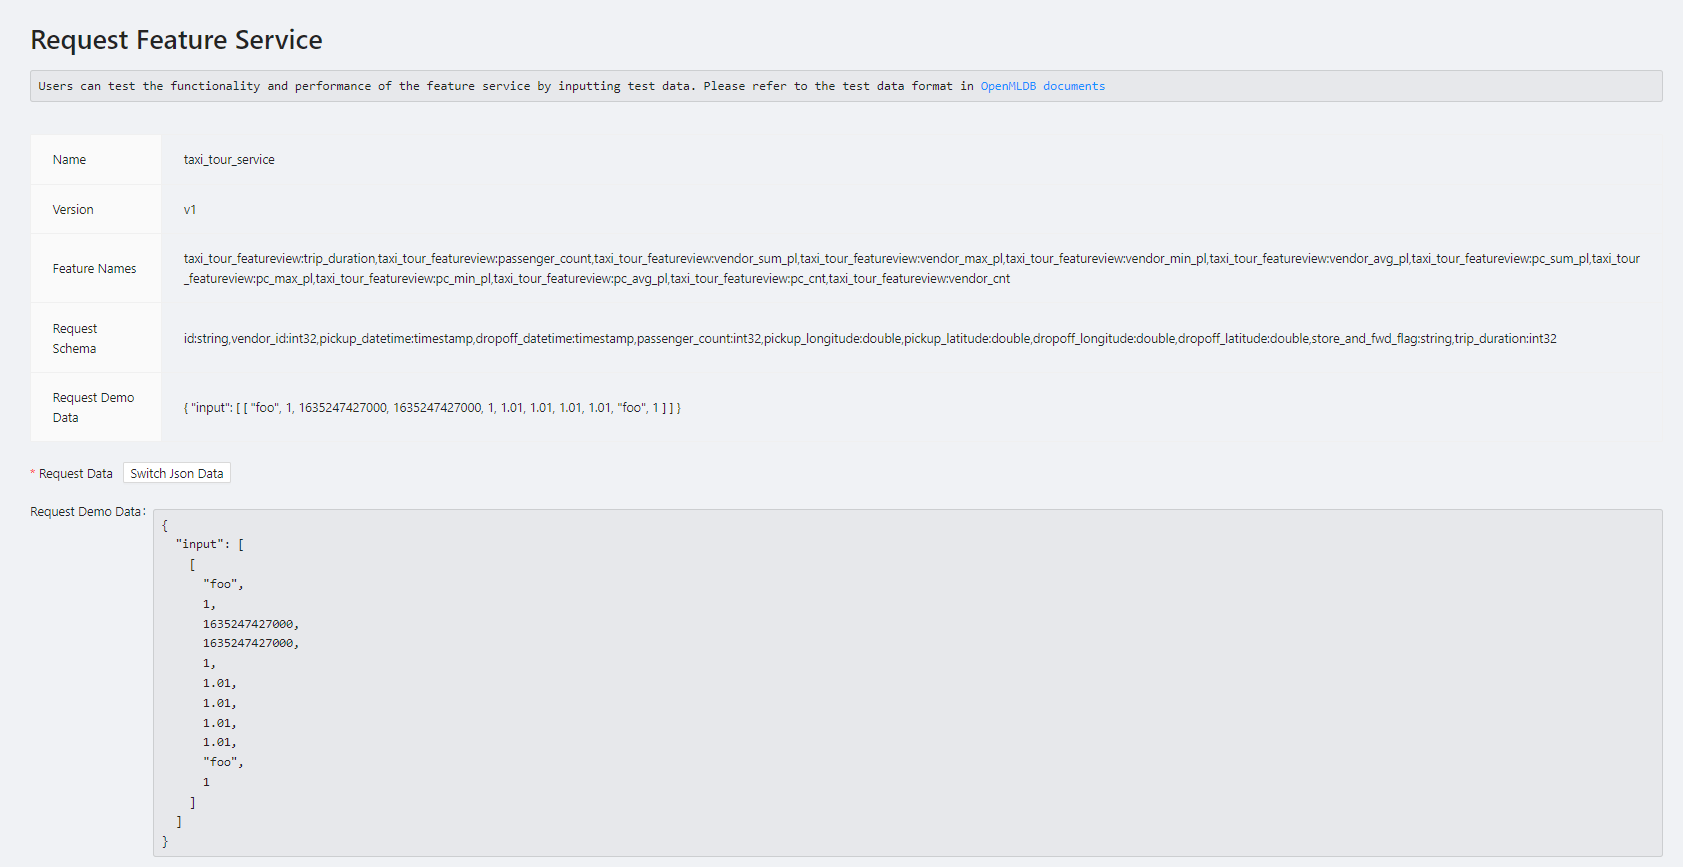 Request Feature Service
Users can test the functionality and performance of the feature service by inputting test data. Please refer to the test data format in OpenMLDB documents
Name
taxi_tour_service
Version
v1
Feature Names
taxi_tour_featureview:trip_duration,taxi_tour_featureview:passenger_count,taxi_tour_featureview:vendor_sum_pl,taxi_tour_featureview:vendor_max_pl,taxi_tour_featureview:vendor_min_pl,taxi_tour_featureview:vendor_avg_pl,taxi_tour_featureview:pc_sum_pl,taxi_tour
_featureview:pc_max_pl,taxi_tour_featureview:pc_min_pl,taxi_tour_featureview:pc_avg_pl,taxi_tour_featureview:pc_cnt,taxi_tour_featureview:vendor_cnt
Request
Schema
id:string,vendor_id:int32,pickup_datetime:timestamp,dropoff_datetime:timestamp,passenger_count:int32,pickup_longitude:double,pickup_latitude:double,dropoff_longitude:double,dropoff_latitude:double,store_and_fwd_flag:string,trip_duration:int32
Request Demo
Data
{ "input": [ [ "foo", 1, 1635247427000, 1635247427000, 1, 1.01, 1.01, 1.01, 1.01, "foo", 1 ] ] }
* Request Data Switch Json Data
Request Demo Data:
{
"input": [
[
"foo",
1,
1635247427000,
1635247427000,
1,
1.01,
1.01,
1.01,
1.01,
"foo",
1
]
]
}